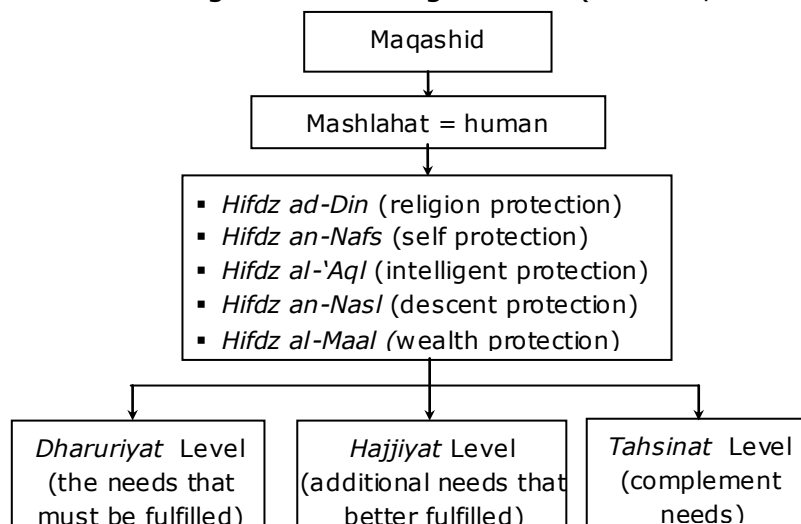 Maqashid
Mashlahat = human
▪ Hifdz ad-Din (religion protection)
▪ Hifdz an-Nafs (self protection)
▪ Hifdz al-‘Aql (intelligent protection)
▪ Hifdz an-Nasl (descent protection)
▪ Hifdz al-Maal (wealth protection)
Dharuriyat Level
(the needs that
must be fulfilled)
Hajjiyat Level
(additional needs that
better fulfilled)
Tahsinat Level
(complement
needs)